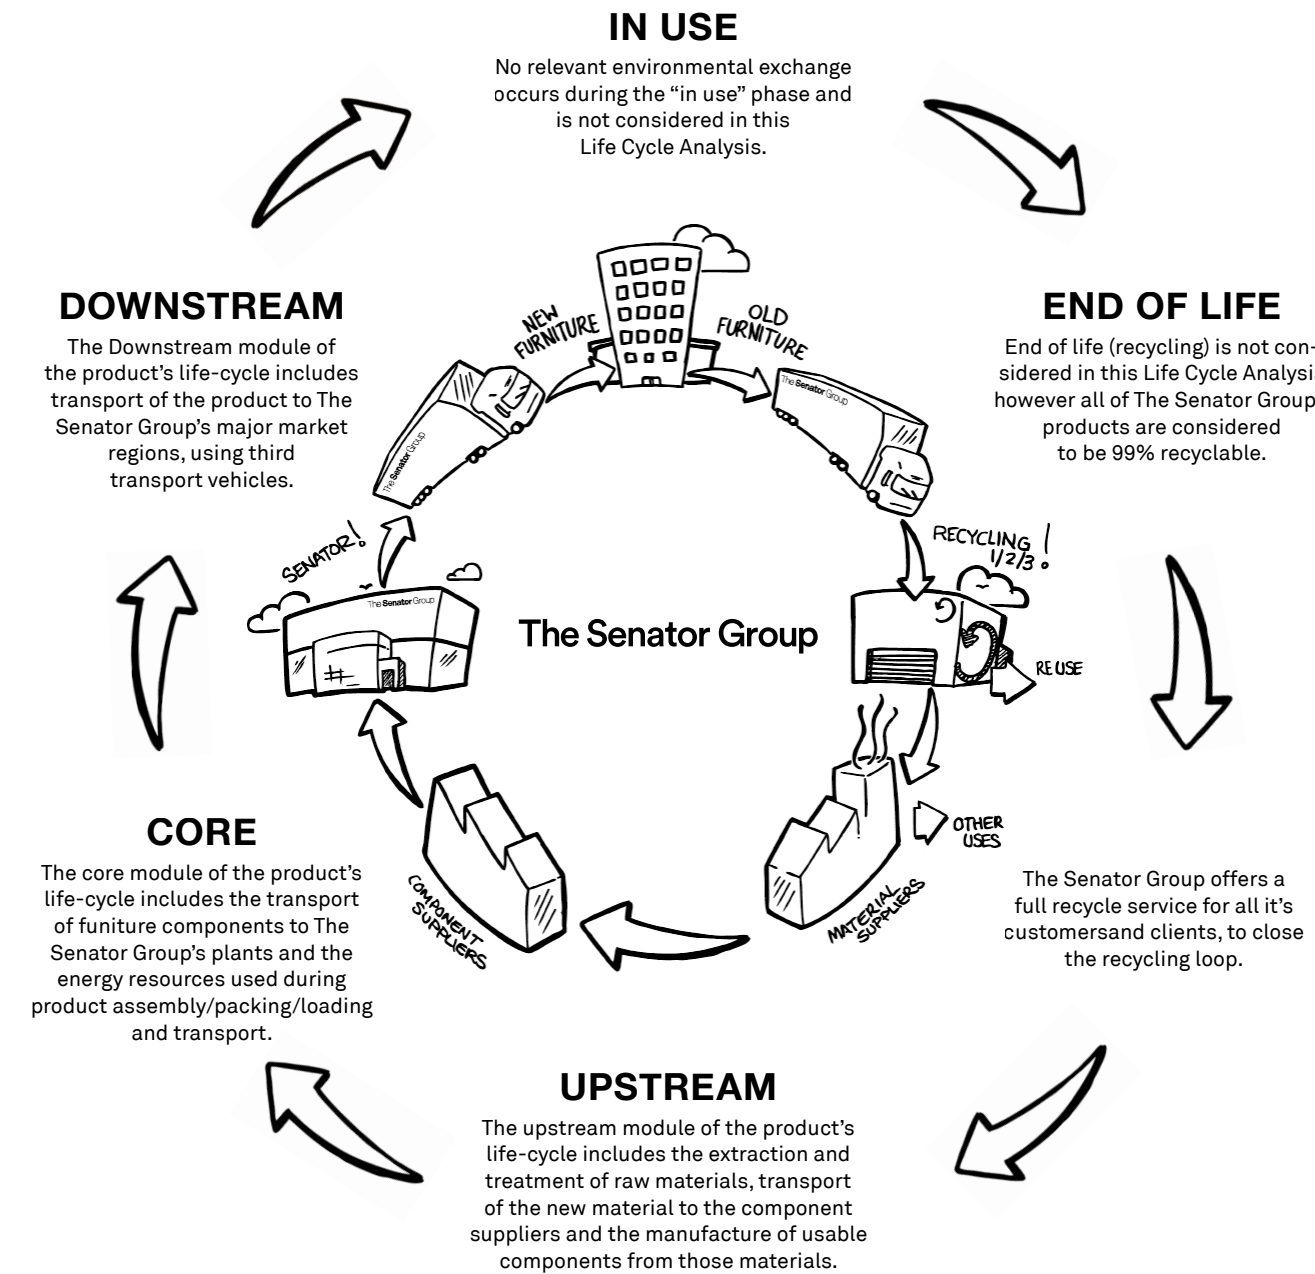 IN USE
No relevant environmental exchange
occurs during the “in use” phase and
is not considered in this
Life Cycle Analysis.
DOWNSTREAM
The Downstream module of
the product’s life-cycle includes
transport of the product to The
Senator Group’s major market
regions, using third
transport vehicles.
END OF LIFE
End of life (recycling) is not con-
sidered in this Life Cycle Analysi
however all of The Senator Group
products are considered
to be 99% recyclable.
NEW
FURNITURE
OLD
FURNITURE
The Senator Group
The Senator Group
SENATOR!
RECYCLING
1/2/3!
The Senator Group
The Senator Group
RE USE
OTHER
USES
COMPONENT
SUPPLIERS
MATERIAL
SUPPLIERS
CORE
The core module of the product’s
life-cycle includes the transport
of funiture components to The
Senator Group’s plants and the
energy resources used during
product assembly/packing/loading
and transport.
The Senator Group offers a
full recycle service for all it’s
customersand clients, to close
the recycling loop.
UPSTREAM
The upstream module of the product’s
life-cycle includes the extraction and
treatment of raw materials, transport
of the new material to the component
suppliers and the manufacture of usable
components from those materials.